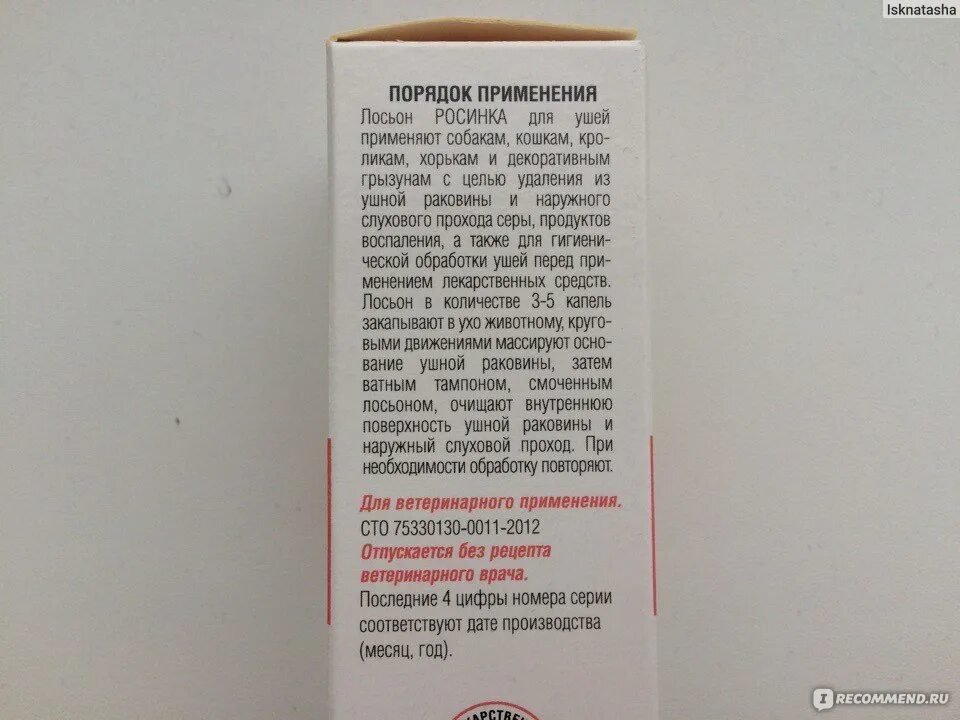 Isknatasha
ПОРЯДОК ПРИМЕНЕНИЯ
Лосьон РОСИНКА для ушей
применяют собакам, кошкам, кро-
ликам, хорькам и декоративным
грызунам с целью удаления из
ушной раковины и наружного
слухового прохода серы, продуктов
воспаления, а также для гигиени-
ческой обработки ушей перед при-
менением лекарственных средств.
Лосьон в количестве 3-5 капель
закапывают в ухо животному, круго-
выми движениями массируют осно-
вание ушной раковины, затем
ватным тампоном, смоченным
лосьоном, очищают внутреннюю
поверхность ушной раковины и
наружный слуховой проход. При
необходимости обработку повторяют.
Для ветеринарного применения.
СТО 75330130-0011-2012
Отпускается без рецепта
ветеринарного врача.
Последние 4 цифры номера серии
соответствуют дате производства
(месяц, год).
I RECOMMEND.RU